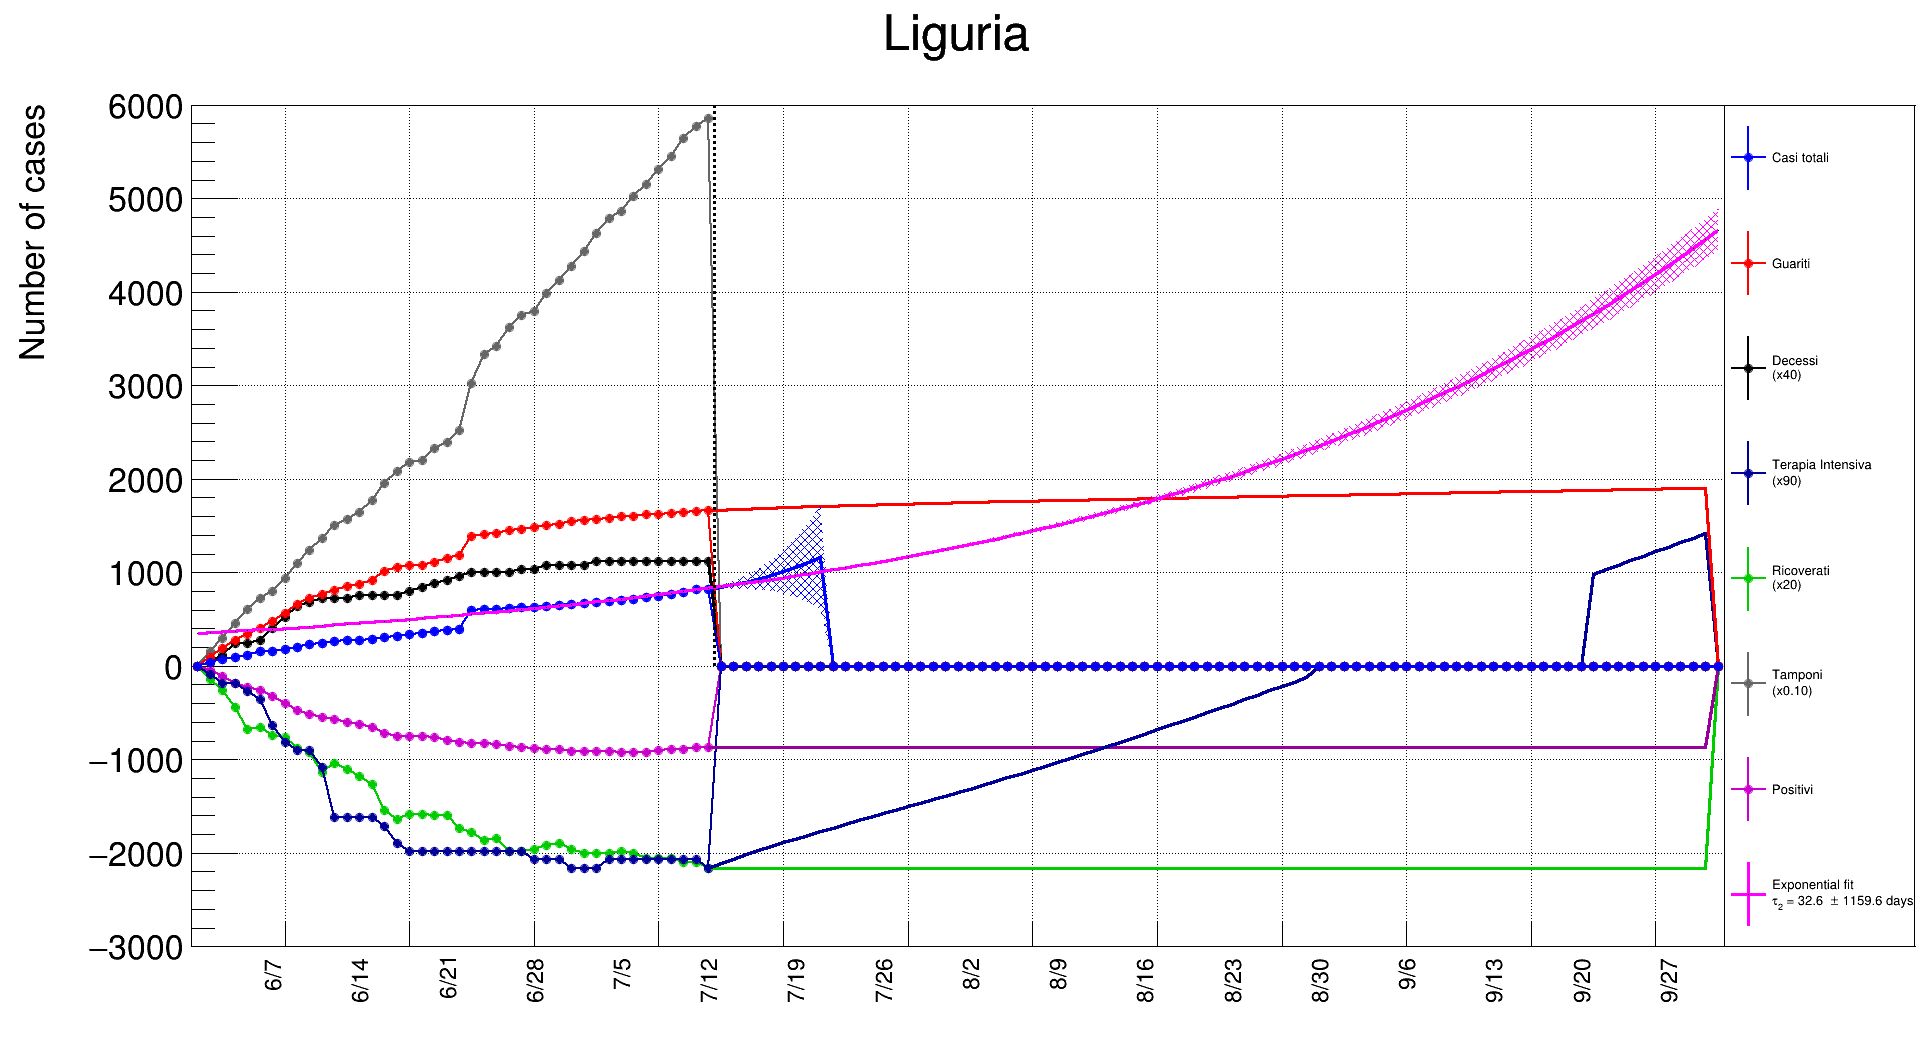 Liguria
Number of cases
6000
5000
4000
3000
2000
1000
0
−1000
−2000
−3000
6/7
6/14
6/21
6/28
7/5
7/12
7/19
7/26
8/2
8/9
8/16
8/23
8/30
9/6
9/13
9/20
9/27
Casi totali
Guariti
Decessi
(x40)
Terapia Intensiva
(x90)
Ricoverati
(x20)
Tamponi
(x0.10)
Positivi
Exponential fit
τ₂ = 32.6 ± 1159.6 days